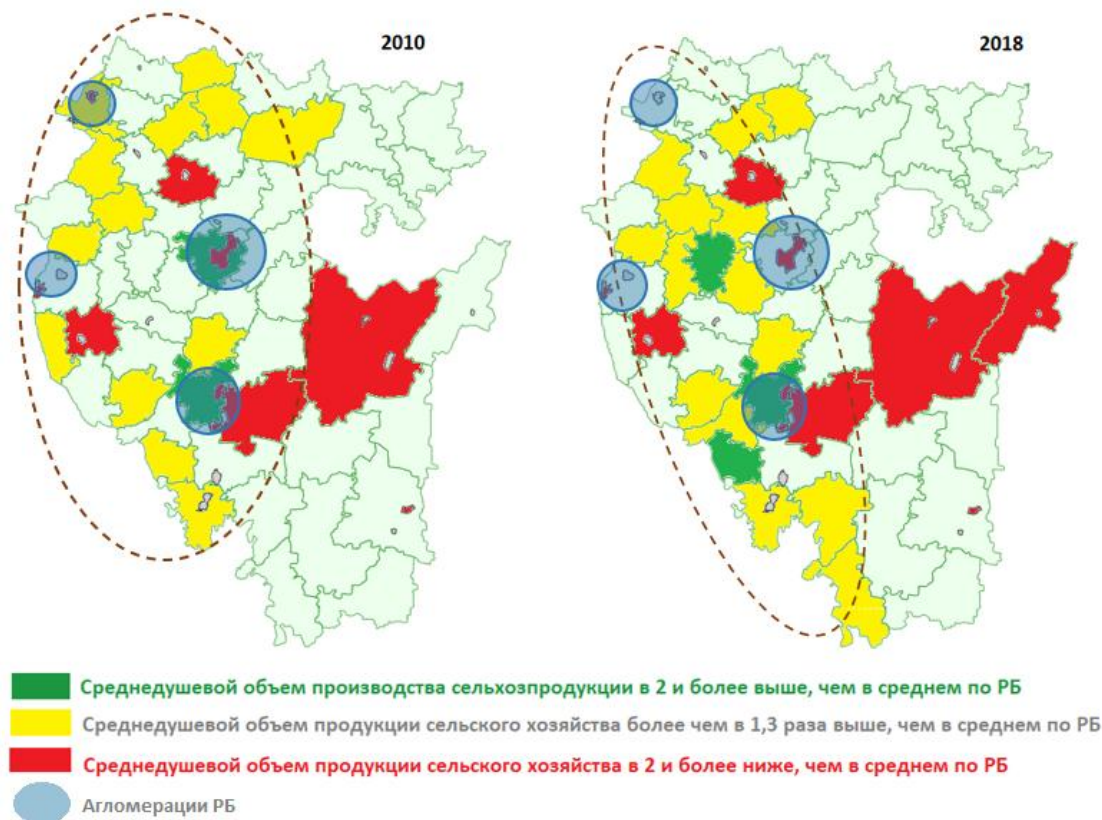 2010
2018
Среднедушевой объем производства сельхозпродукции в 2 и более выше, чем в среднем по РБ
Среднедушевой объем продукции сельского хозяйства более чем в 1,3 раза выше, чем в среднем по РБ
Среднедушевой объем продукции сельского хозяйства в 2 и более ниже, чем в среднем по РБ
Агломерации РБ